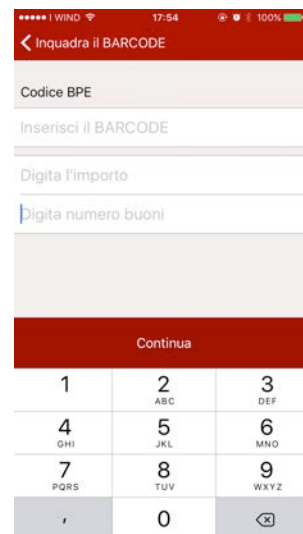 ●●●●● I WIND 17:54 100%
Inquadra il BARCODE
Codice BPE
Inserisci il BARCODE
Digita l'importo
Digita numero buoni
Continua
1 2 3
ABC DEF
4 5 6
GHI JKL MNO
7 8 9
PQRS TUV WXYZ
, 0